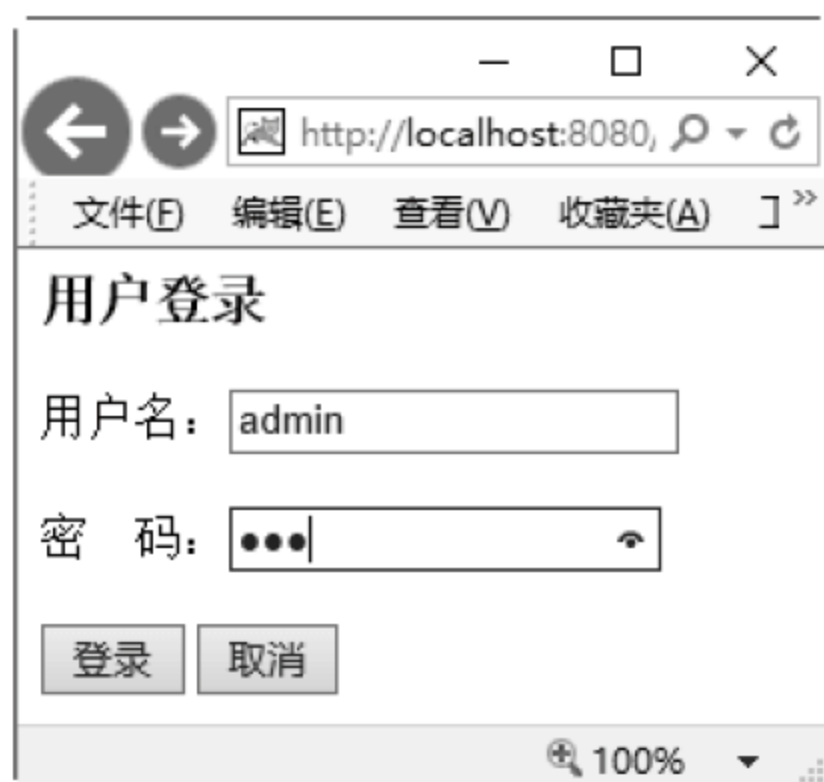 http://localhost:8080/
文件(F) 编辑(E) 查看(V) 收藏夹(A) »
用户登录
用户名： admin
密 码： •••
登录 取消
100%